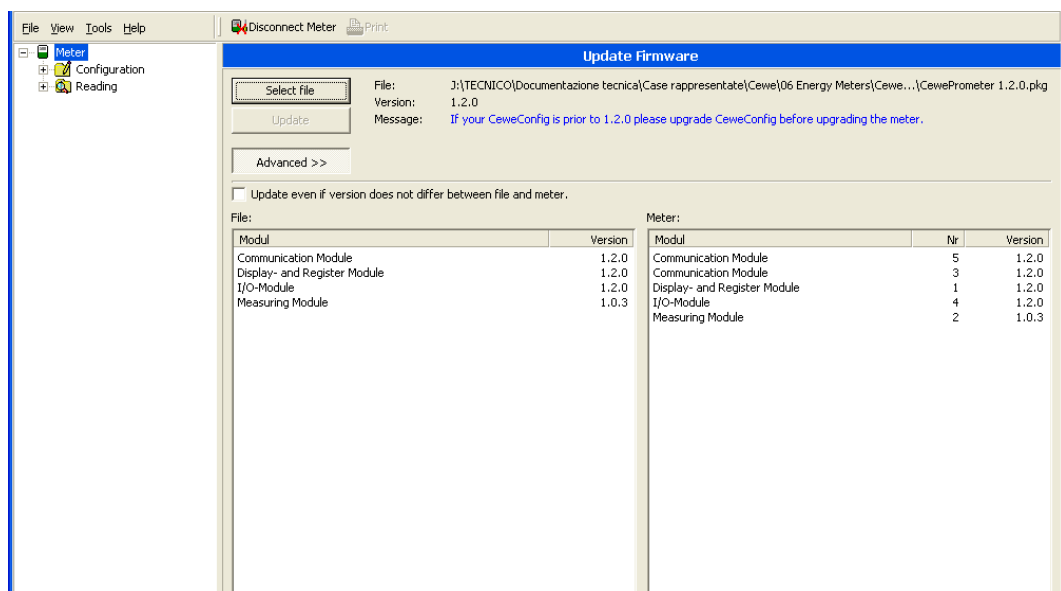 File View Tools Help Disconnect Meter Print
Meter
Configuration
Reading
Update Firmware
Select file
File: J:\TECNICO\Documentazione tecnica\Case rappresentate\Cewe\06 Energy Meters\Cewe...\CewePrometer 1.2.0.pkg
Version: 1.2.0
Update
Message: If your CeweConfig is prior to 1.2.0 please upgrade CeweConfig before upgrading the meter.
Advanced >>
Update even if version does not differ between file and meter.
File:
Modul Version
Communication Module 1.2.0
Display- and Register Module 1.2.0
I/O-Module 1.2.0
Measuring Module 1.0.3
Meter:
Modul Nr Version
Communication Module 5 1.2.0
Communication Module 3 1.2.0
Display- and Register Module 1 1.2.0
I/O-Module 4 1.2.0
Measuring Module 2 1.0.3